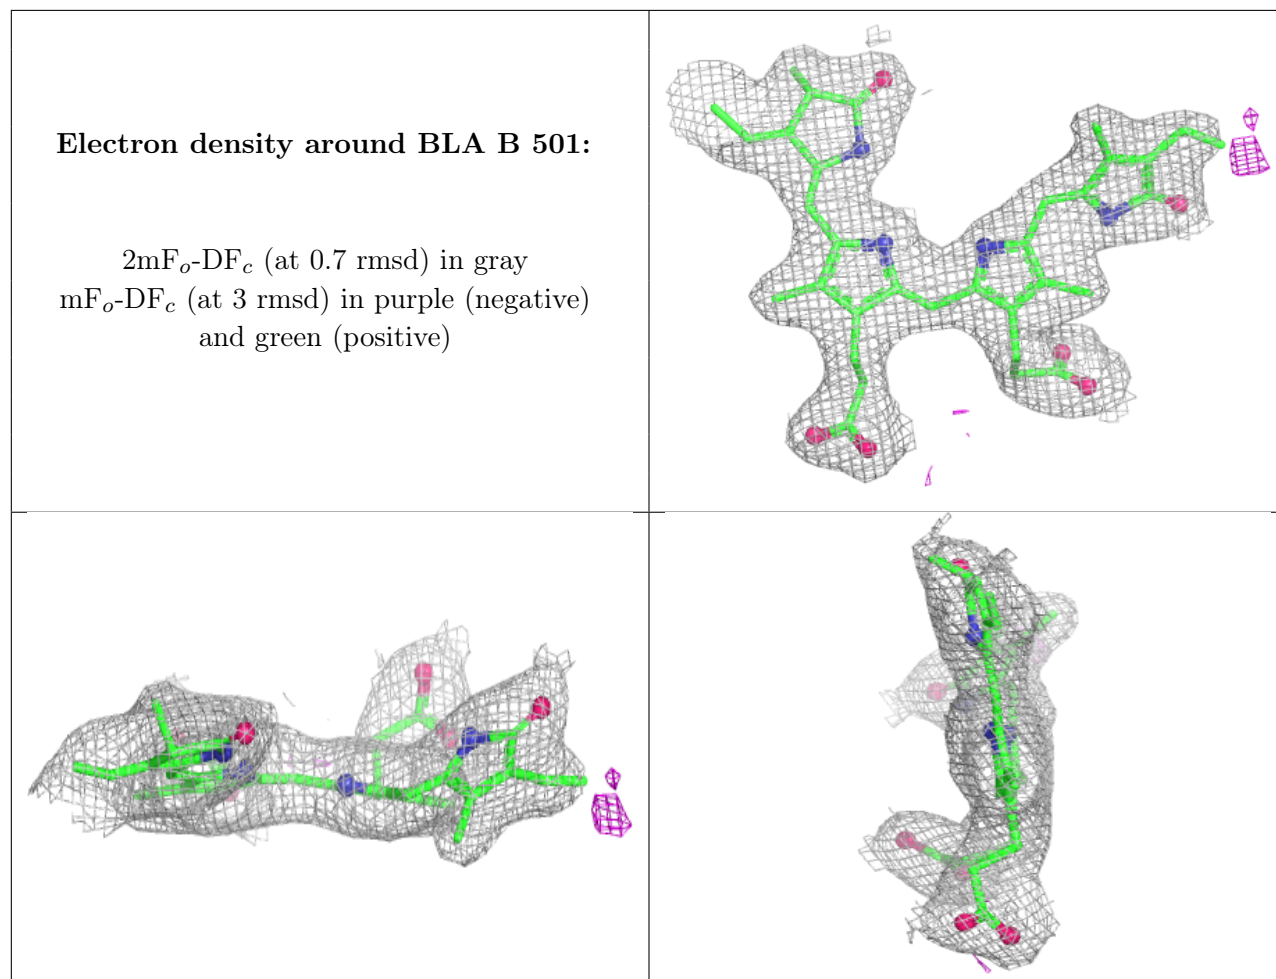 Electron density around BLA B 501:
2mFo-DFc (at 0.7 rmsd) in gray
mFo-DFc (at 3 rmsd) in purple (negative)
and green (positive)